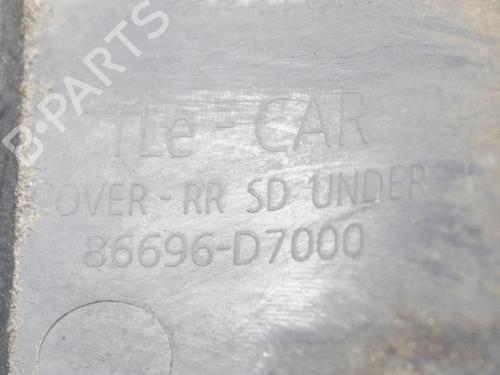 B-PARTS
TLe - CAR
COVER - RR SD UNDER
86696-D7000